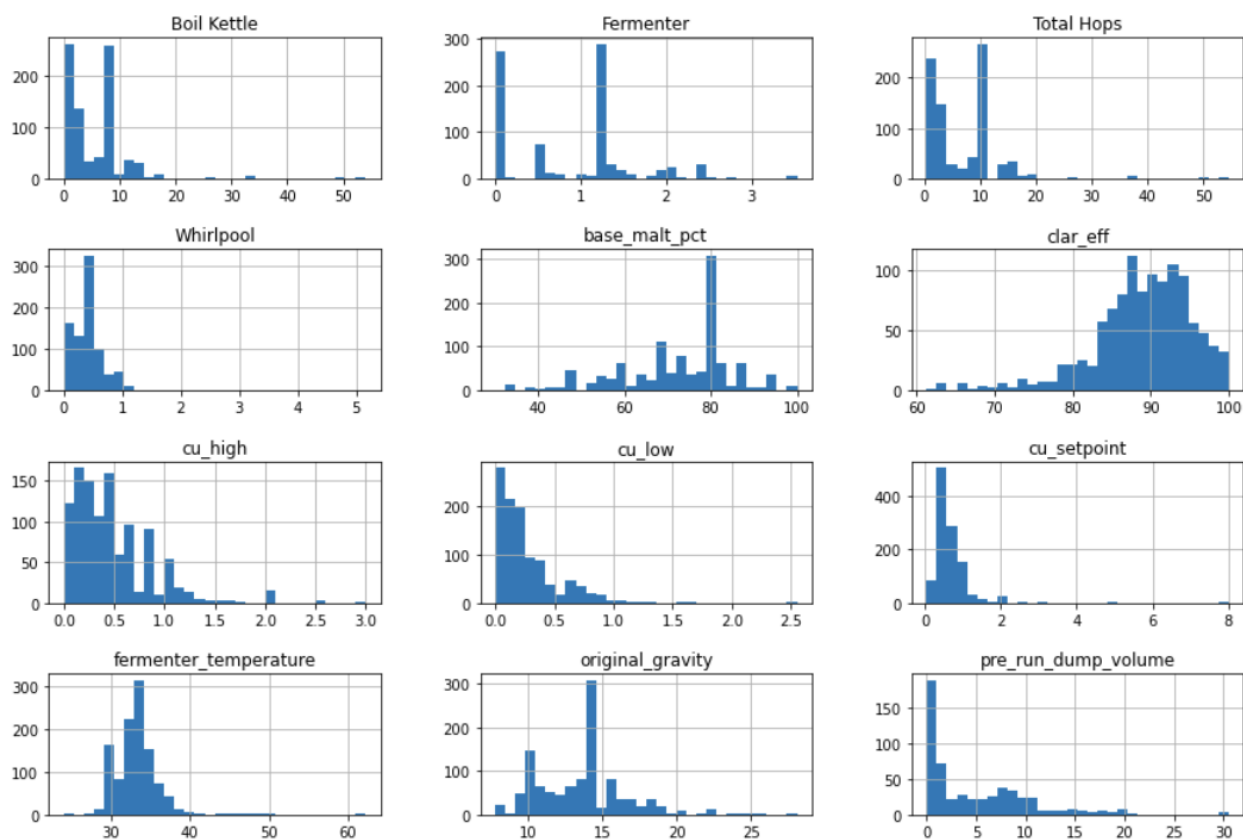 Boil Kettle
200
100
0
0 10 20 30 40 50
Fermenter
300
200
100
0
0 1 2 3
Total Hops
200
100
0
0 10 20 30 40 50
Whirlpool
300
200
100
0
0 1 2 3 4 5
base_malt_pct
300
200
100
0
40 60 80 100
clar_eff
100
50
0
60 70 80 90 100
cu_high
150
100
50
0
0.0 0.5 1.0 1.5 2.0 2.5 3.0
cu_low
200
100
0
0.0 0.5 1.0 1.5 2.0 2.5
cu_setpoint
400
200
0
0 2 4 6 8
fermenter_temperature
300
200
100
0
30 40 50 60
original_gravity
300
200
100
0
10 15 20 25
pre_run_dump_volume
150
100
50
0
0 5 10 15 20 25 30